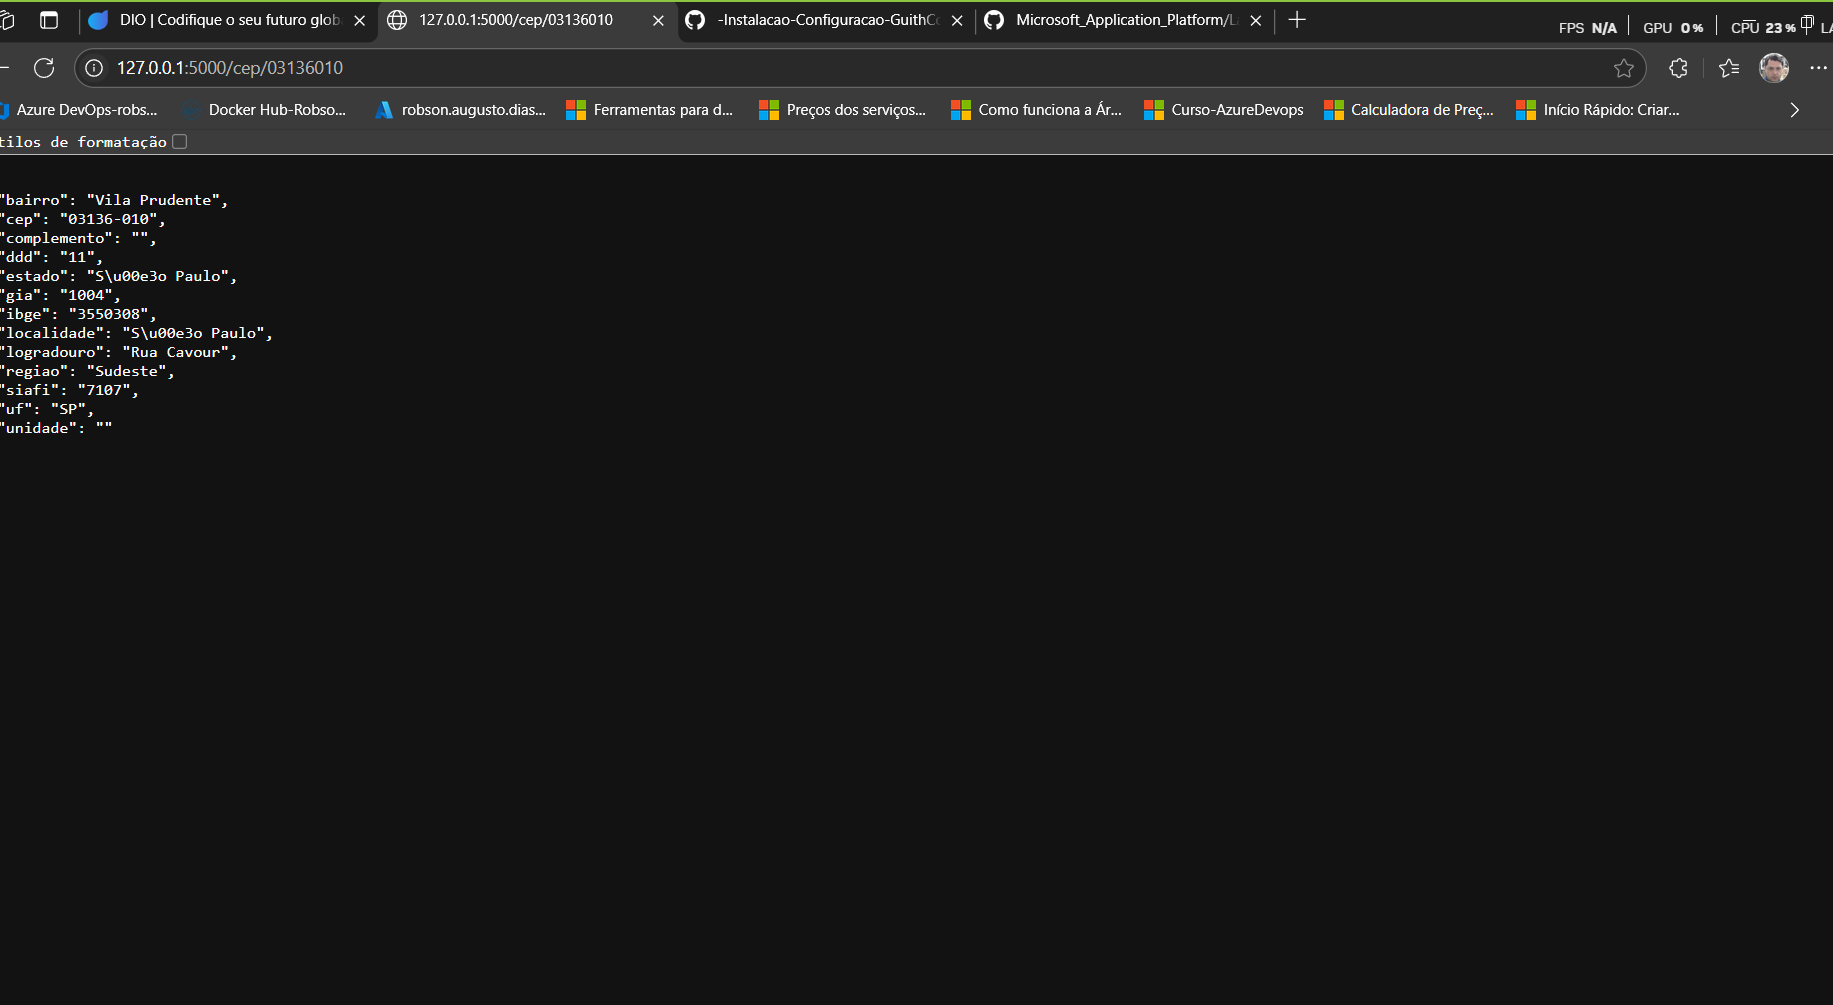 DIO | Codifique o seu futuro glob
127.0.0.1:5000/cep/03136010
-Instalacao-Configuracao-GuithC
Microsoft_Application_Platform/L
FPS N/A
GPU 0%
CPU 23%
LA
127.0.0.1:5000/cep/03136010
Azure DevOps-robs...
Docker Hub-Robso...
robson.augusto.dias...
Ferramentas para d...
Preços dos serviços...
Como funciona a Ár...
Curso-AzureDevops
Calculadora de Preç...
Início Rápido: Criar...
tilos de formatação
"bairro": "Vila Prudente",
"cep": "03136-010",
"complemento": "",
"ddd": "11",
"estado": "S\u00e3o Paulo",
"gia": "1004",
"ibge": "3550308",
"localidade": "S\u00e3o Paulo",
"logradouro": "Rua Cavour",
"regiao": "Sudeste",
"siafi": "7107",
"uf": "SP",
"unidade": ""